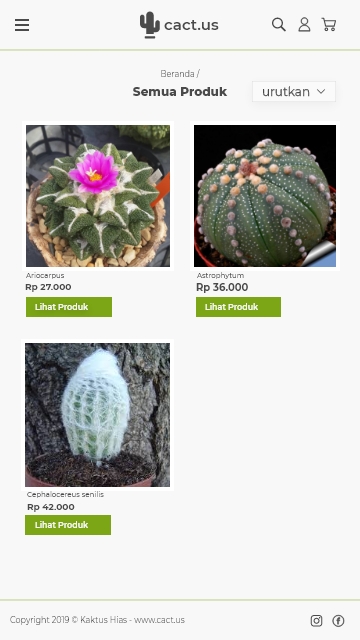 cact.us
Beranda /
Semua Produk
urutkan
Ariocarpus
Rp 27.000
Lihat Produk
Astrophytum
Rp 36.000
Lihat Produk
Cephalocereus senilis
Rp 42.000
Lihat Produk
Copyright 2019 © Kaktus Hias - www.cact.us